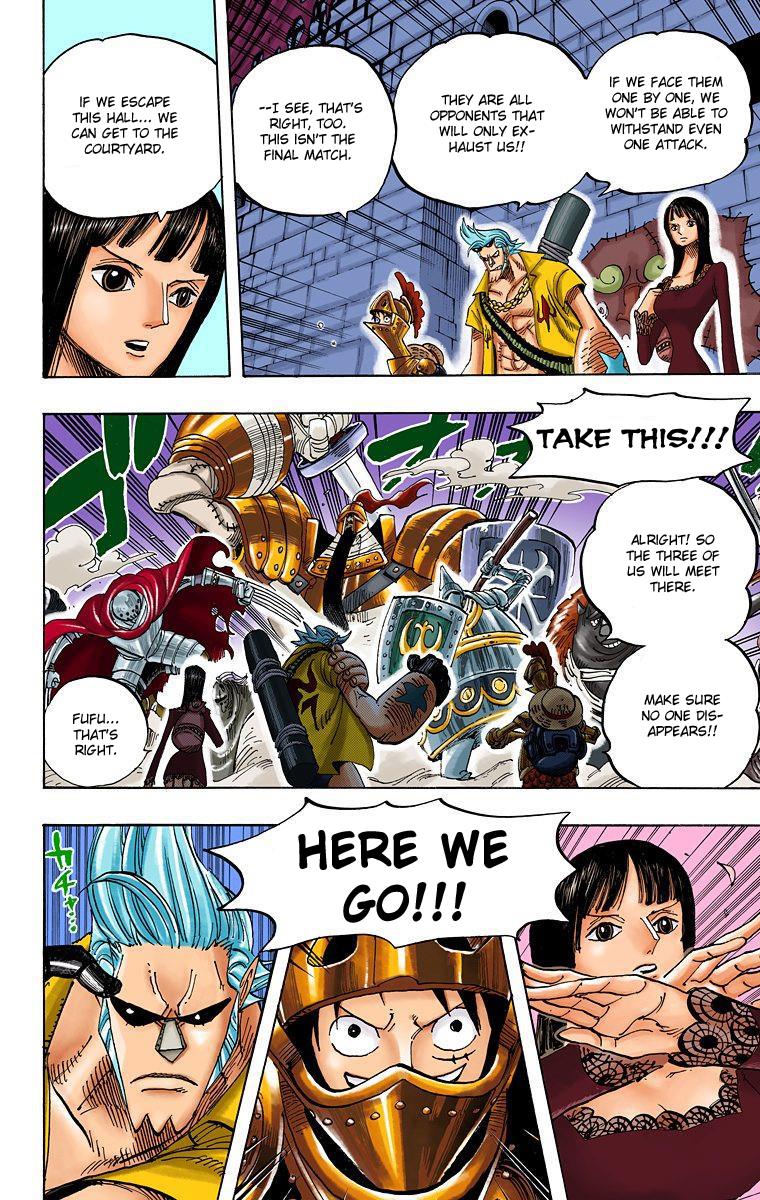 IF WE FACE THEM
ONE BY ONE, WE
WON'T BE ABLE TO
WITHSTAND EVEN
ONE ATTACK.
THEY ARE ALL
OPPONENTS THAT
WILL ONLY EX-
HAUST US!!
--I SEE, THAT'S
RIGHT, TOO.
THIS ISN'T THE
FINAL MATCH.
IF WE ESCAPE
THIS HALL... WE
CAN GET TO THE
COURTYARD.
TAKE THIS!!!
ALRIGHT! SO
THE THREE OF
US WILL MEET
THERE.
MAKE SURE
NO ONE DIS-
APPEARS!!
FUFU...
THAT'S
RIGHT.
HERE WE
GO!!!
ガチャ…